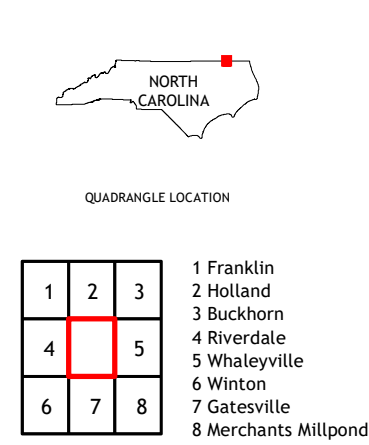 NORTH
CAROLINA
QUADRANGLE LOCATION
1 2 3
4 5
6 7 8
1 Franklin
2 Holland
3 Buckhorn
4 Riverdale
5 Whaleyville
6 Winton
7 Gatesville
8 Merchants Millpond